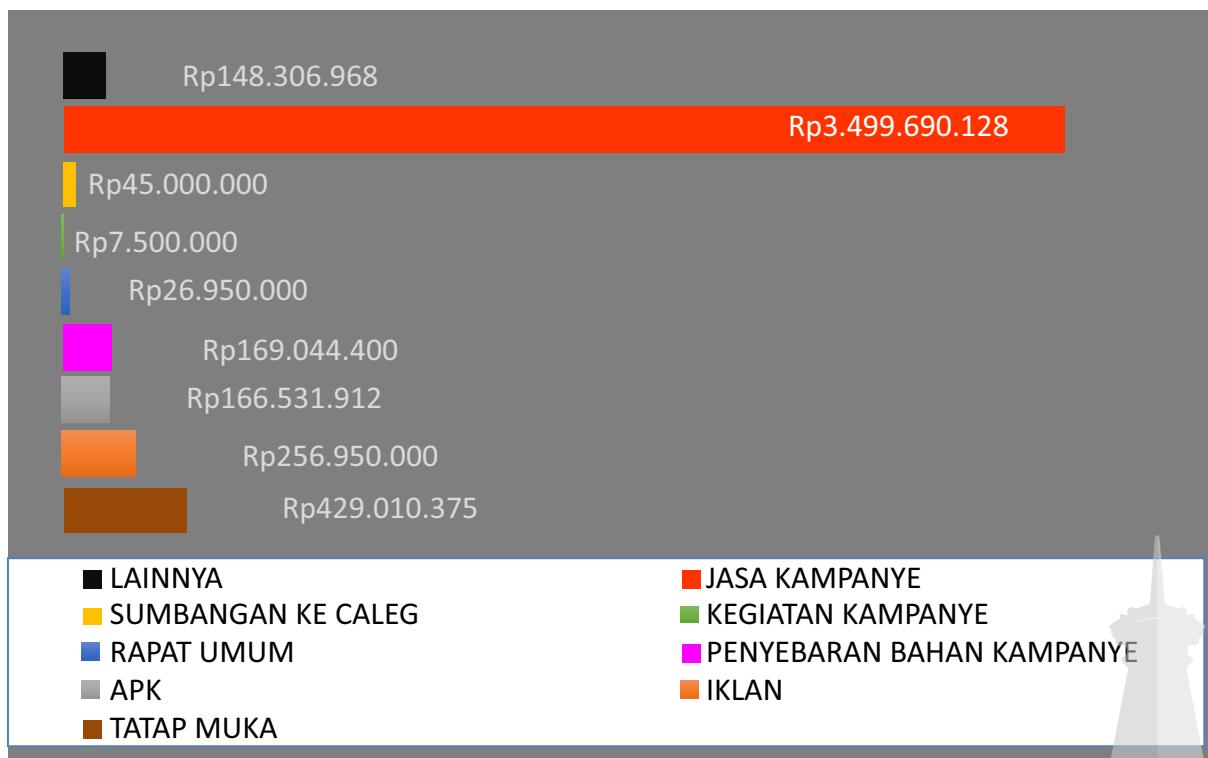 Rp148.306.968
Rp3.499.690.128
Rp45.000.000
Rp7.500.000
Rp26.950.000
Rp169.044.400
Rp166.531.912
Rp256.950.000
Rp429.010.375
LAINNYA
JASA KAMPANYE
SUMBANGAN KE CALEG
KEGIATAN KAMPANYE
RAPAT UMUM
PENYEBARAN BAHAN KAMPANYE
APK
IKLAN
TATAP MUKA